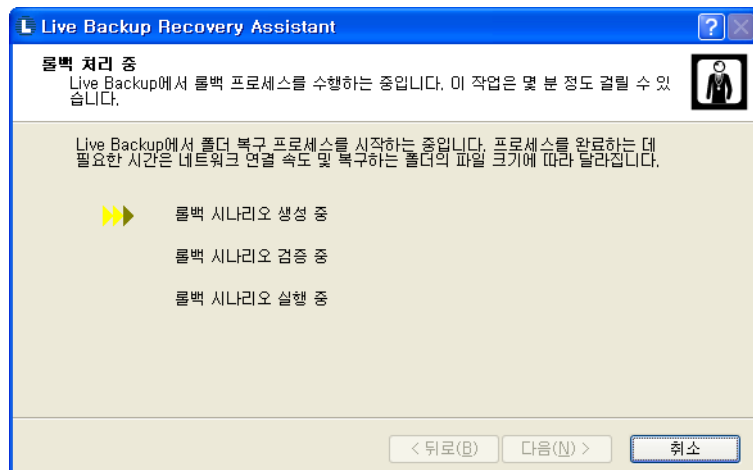 Live Backup Recovery Assistant
롤백 처리 중
Live Backup에서 롤백 프로세스를 수행하는 중입니다. 이 작업은 몇 분 정도 걸릴 수 있
습니다.
Live Backup에서 폴더 복구 프로세스를 시작하는 중입니다. 프로세스를 완료하는 데
필요한 시간은 네트워크 연결 속도 및 복구하는 폴더의 파일 크기에 따라 달라집니다.
롤백 시나리오 생성 중
롤백 시나리오 검증 중
롤백 시나리오 실행 중
< 뒤로(B) 다음(N) > 취소